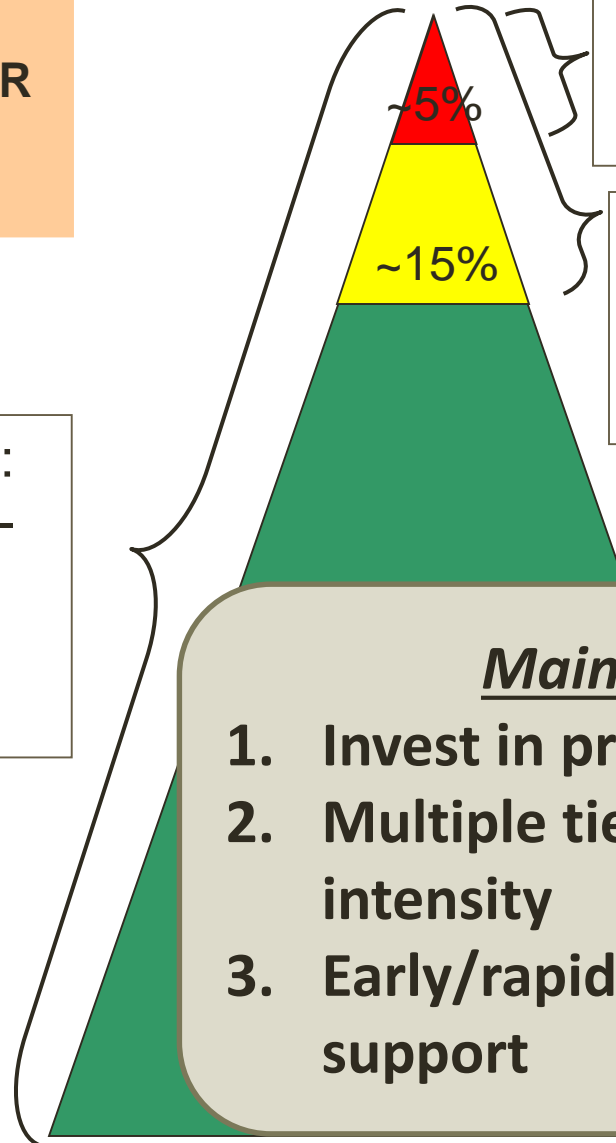 R
~5%
~15%
:
Main
1. Invest in pr
2. Multiple tie
intensity
3. Early/rapid
support